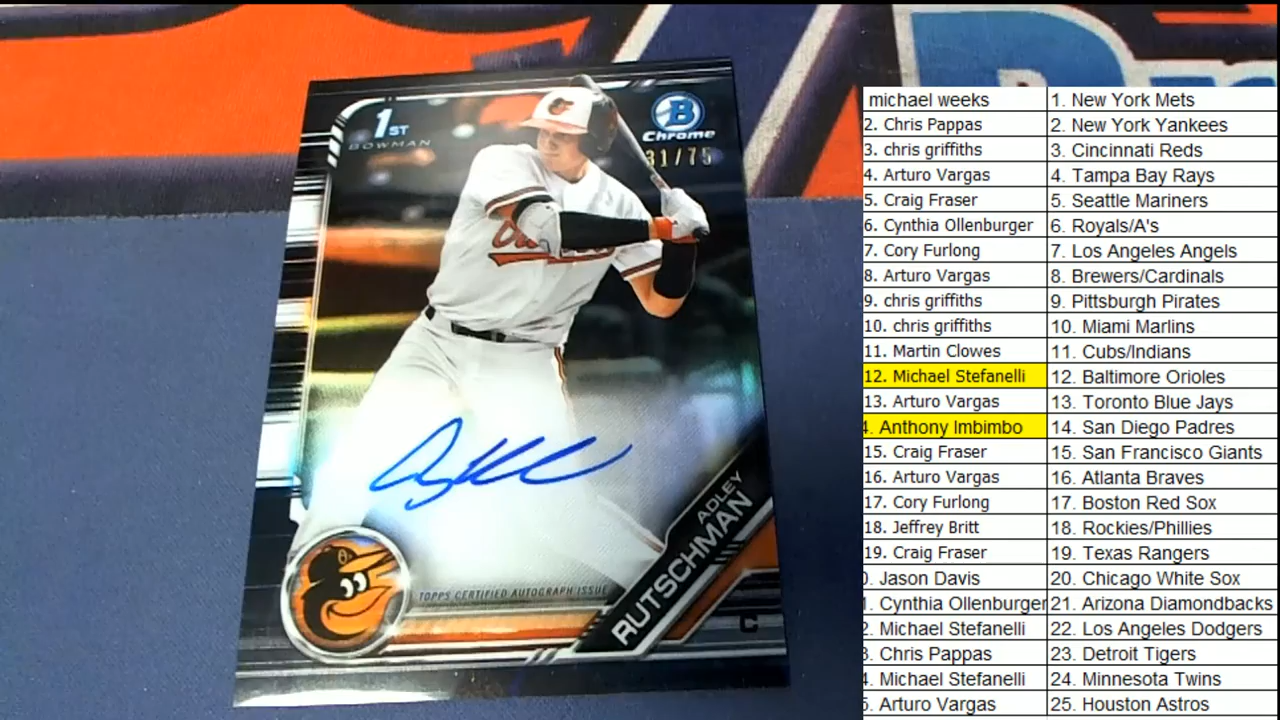 1ST
BOWMAN
B
Chrome
31/75
TOPPS CERTIFIED AUTOGRAPH ISSUE
ADLEY
RUTSCHMAN
C
michael weeks 1. New York Mets
2. Chris Pappas 2. New York Yankees
3. chris griffiths 3. Cincinnati Reds
4. Arturo Vargas 4. Tampa Bay Rays
5. Craig Fraser 5. Seattle Mariners
6. Cynthia Ollenburger 6. Royals/A's
7. Cory Furlong 7. Los Angeles Angels
8. Arturo Vargas 8. Brewers/Cardinals
9. chris griffiths 9. Pittsburgh Pirates
10. chris griffiths 10. Miami Marlins
11. Martin Clowes 11. Cubs/Indians
12. Michael Stefanelli 12. Baltimore Orioles
13. Arturo Vargas 13. Toronto Blue Jays
4. Anthony Imbimbo 14. San Diego Padres
15. Craig Fraser 15. San Francisco Giants
16. Arturo Vargas 16. Atlanta Braves
17. Cory Furlong 17. Boston Red Sox
18. Jeffrey Britt 18. Rockies/Phillies
19. Craig Fraser 19. Texas Rangers
0. Jason Davis 20. Chicago White Sox
1. Cynthia Ollenburger 21. Arizona Diamondbacks
2. Michael Stefanelli 22. Los Angeles Dodgers
3. Chris Pappas 23. Detroit Tigers
4. Michael Stefanelli 24. Minnesota Twins
5. Arturo Vargas 25. Houston Astros